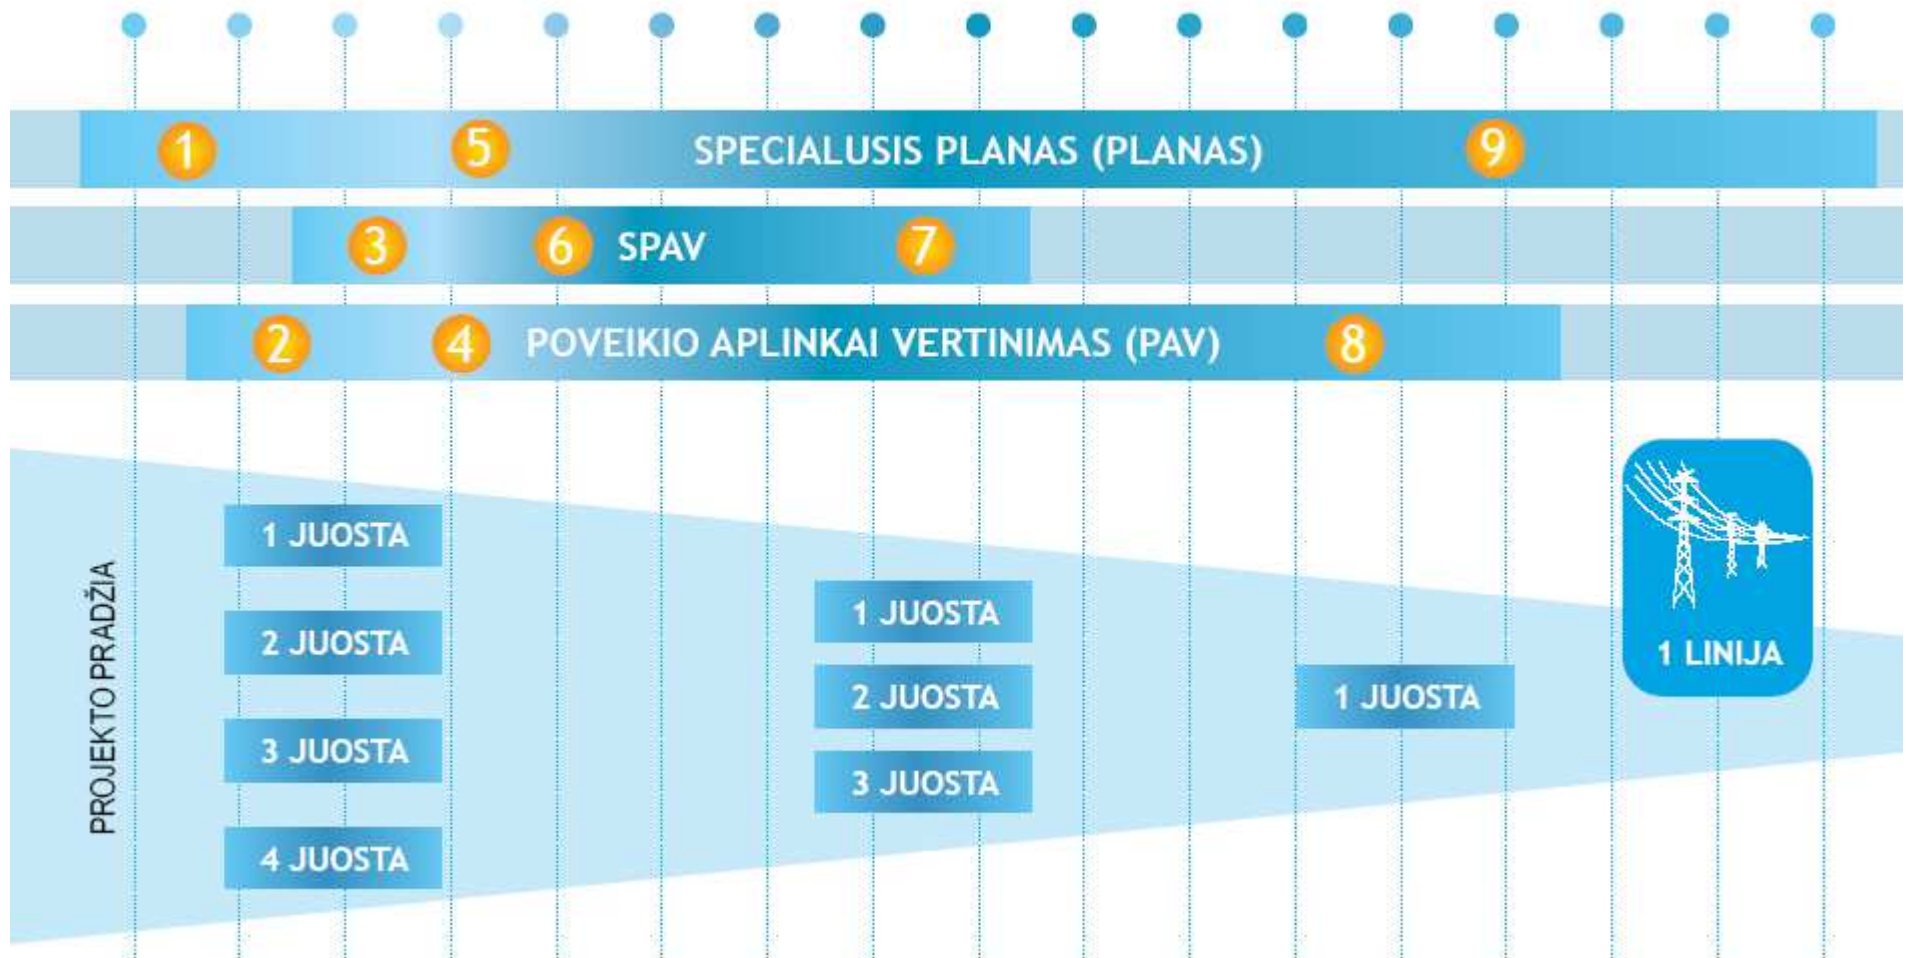 1 5 SPECIALUSIS PLANAS (PLANAS) 9
3 6 SPAV 7
2 4 POVEIKIO APLINKAI VERTINIMAS (PAV) 8
PROJEKTO PRADŽIA
1 JUOSTA
2 JUOSTA
3 JUOSTA
4 JUOSTA
1 JUOSTA
2 JUOSTA
3 JUOSTA
1 JUOSTA
1 LINIJA